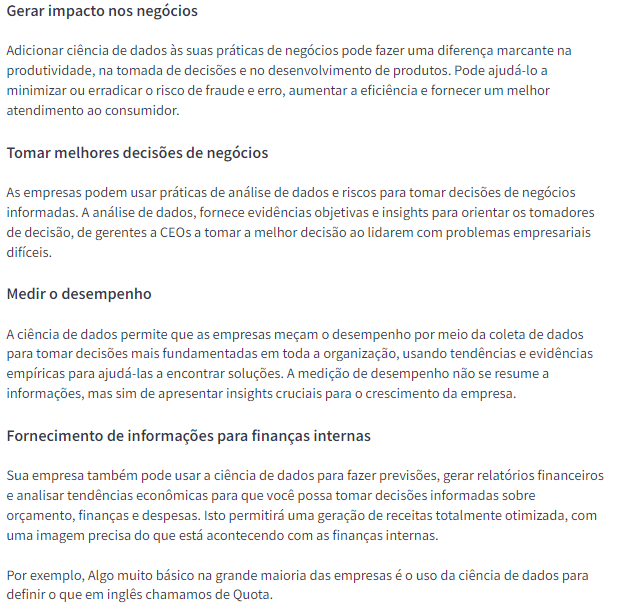 Gerar impacto nos negócios
Adicionar ciência de dados às suas práticas de negócios pode fazer uma diferença marcante na
produtividade, na tomada de decisões e no desenvolvimento de produtos. Pode ajudá-lo a
minimizar ou erradicar o risco de fraude e erro, aumentar a eficiência e fornecer um melhor
atendimento ao consumidor.
Tomar melhores decisões de negócios
As empresas podem usar práticas de análise de dados e riscos para tomar decisões de negócios
informadas. A análise de dados, fornece evidências objetivas e insights para orientar os tomadores
de decisão, de gerentes a CEOs a tomar a melhor decisão ao lidarem com problemas empresariais
difíceis.
Medir o desempenho
A ciência de dados permite que as empresas meçam o desempenho por meio da coleta de dados
para tomar decisões mais fundamentadas em toda a organização, usando tendências e evidências
empíricas para ajudá-las a encontrar soluções. A medição de desempenho não se resume a
informações, mas sim de apresentar insights cruciais para o crescimento da empresa.
Fornecimento de informações para finanças internas
Sua empresa também pode usar a ciência de dados para fazer previsões, gerar relatórios financeiros
e analisar tendências econômicas para que você possa tomar decisões informadas sobre
orçamento, finanças e despesas. Isto permitirá uma geração de receitas totalmente otimizada, com
uma imagem precisa do que está acontecendo com as finanças internas.
Por exemplo, Algo muito básico na grande maioria das empresas é o uso da ciência de dados para
definir o que em inglês chamamos de Quota.